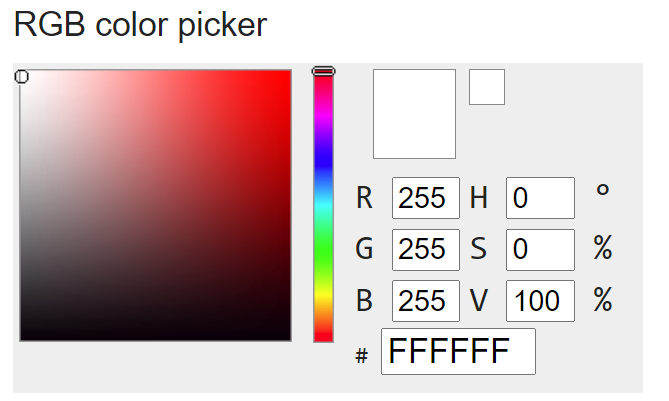 RGB color picker
R 255 H 0 °
G 255 S 0 %
B 255 V 100 %
# FFFFFF